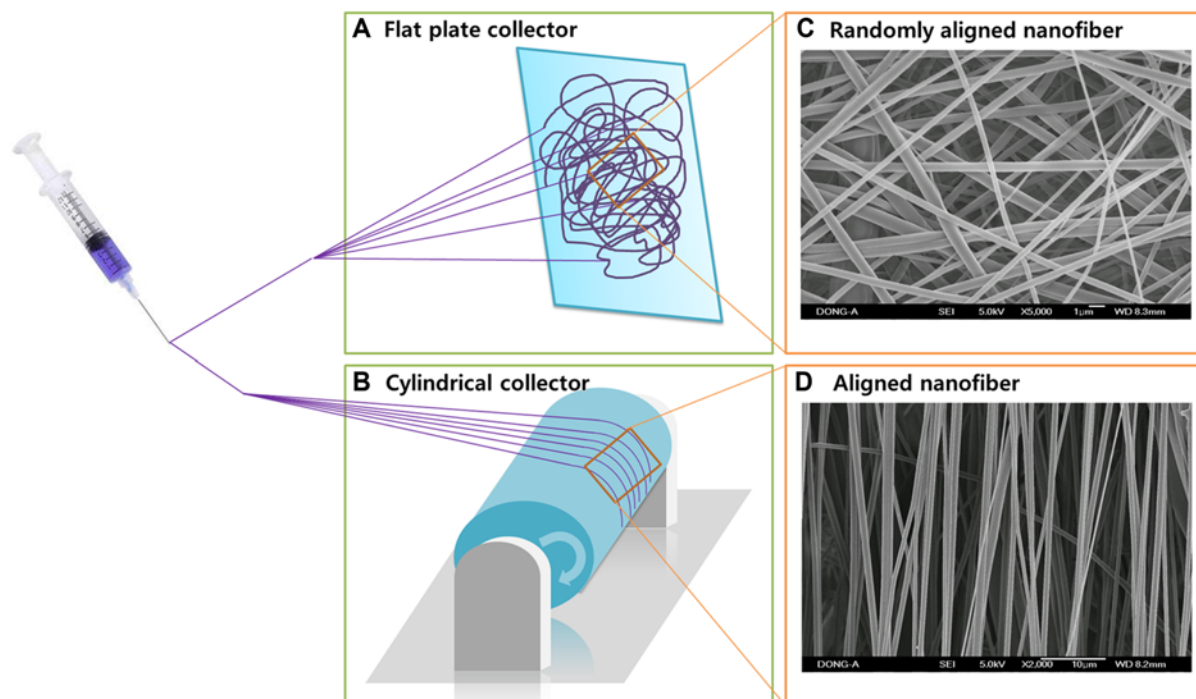 A Flat plate collector
C Randomly aligned nanofiber
DONG-A SEI 5.0kV X5,000 1μm WD 8.3mm
B Cylindrical collector
D Aligned nanofiber
DONG-A SEI 5.0kV X2,000 10μm WD 8.2mm